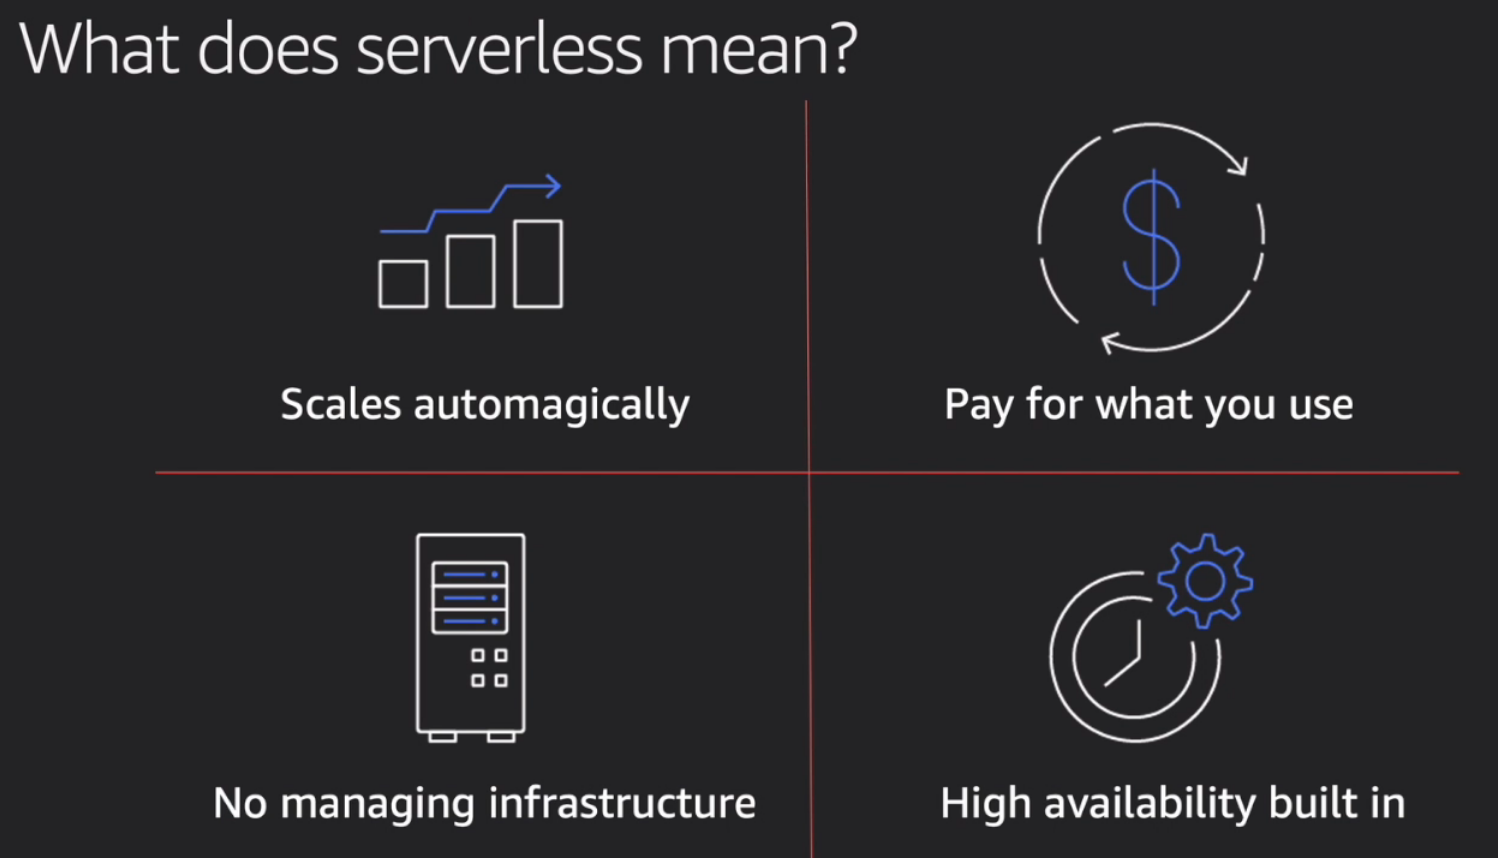 What does serverless mean?
Scales automagically
Pay for what you use
No managing infrastructure
High availability built in